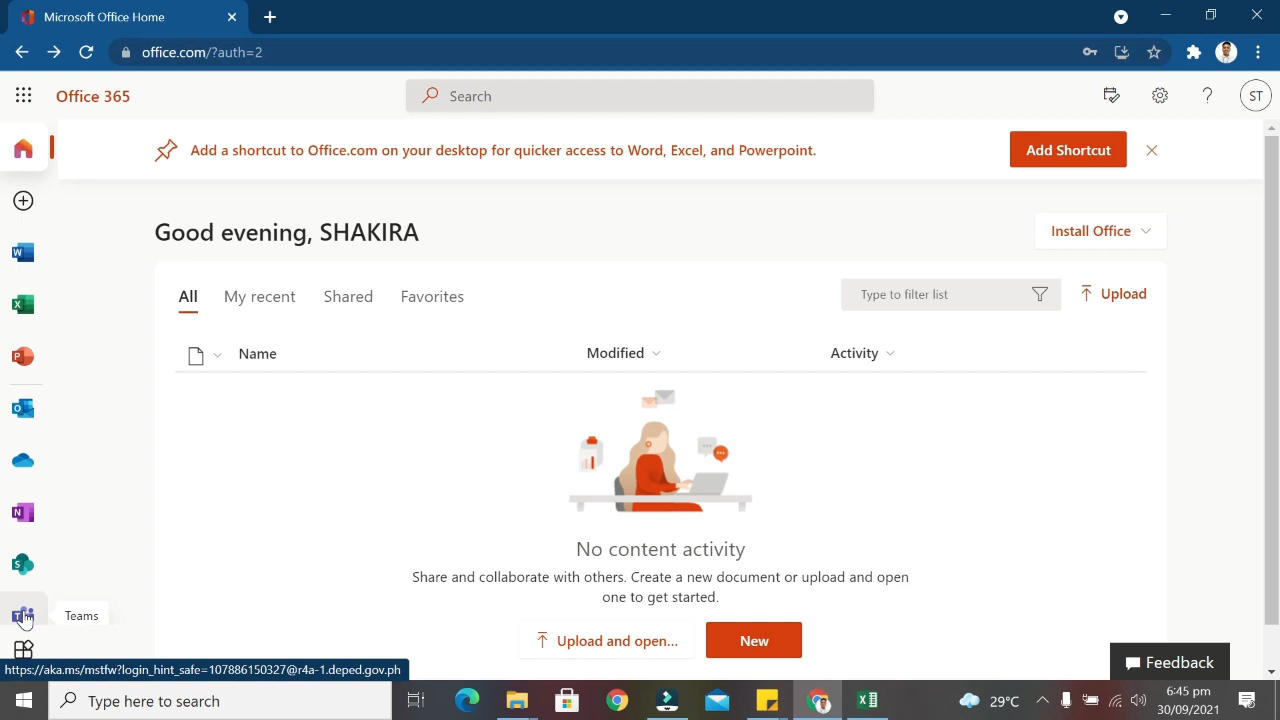 Microsoft Office Home
office.com/?auth=2
Office 365
Search
ST
Add a shortcut to Office.com on your desktop for quicker access to Word, Excel, and Powerpoint.
Add Shortcut
Good evening, SHAKIRA
Install Office
All My recent Shared Favorites
Type to filter list
Upload
Name Modified Activity
No content activity
Share and collaborate with others. Create a new document or upload and open
one to get started.
Upload and open...
New
Teams
Feedback
https://aka.ms/mstfw?login_hint_safe=107886150327@r4a-1.deped.gov.ph
Type here to search
29°C
6:45 pm
30/09/2021